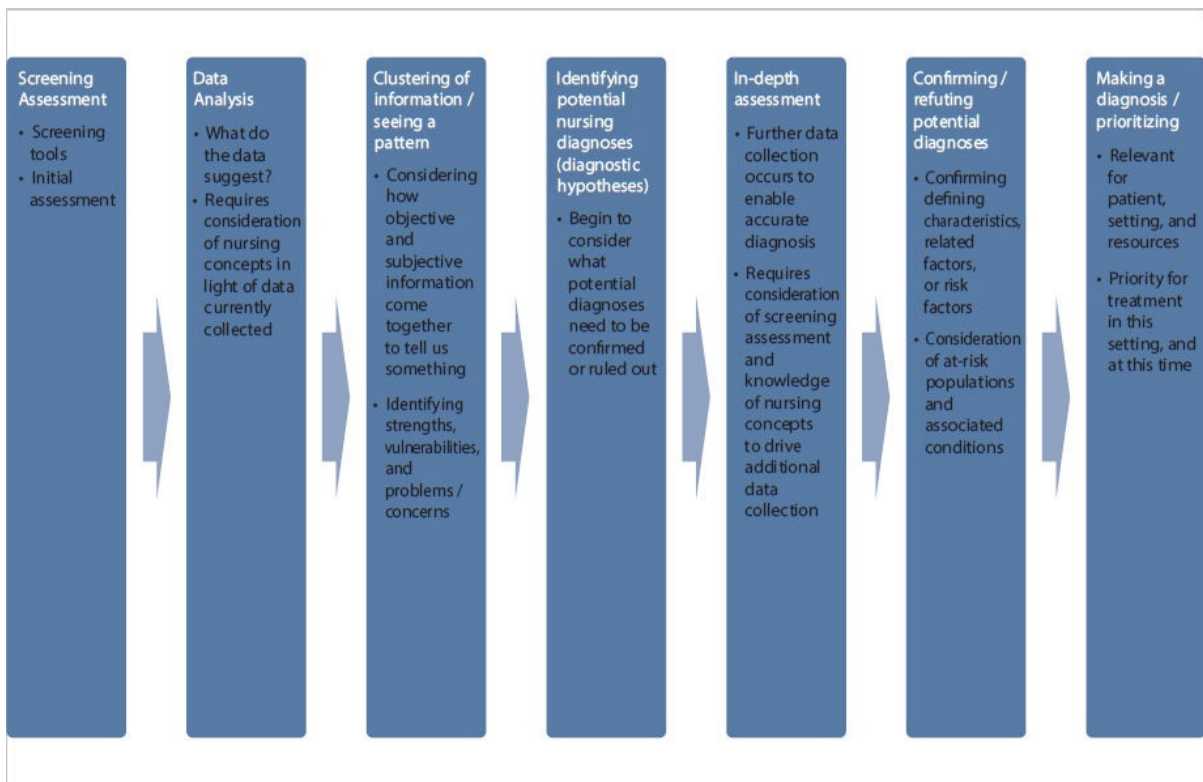 Screening
Assessment
• Screening
tools
• Initial
assessment
Data
Analysis
• What do
the data
suggest?
• Requires
consideration
of nursing
concepts in
light of data
currently
collected
Clustering of
information /
seeing a
pattern
• Considering
how
objective
and
subjective
information
come
together
to tell us
something
• Identifying
strengths,
vulnerabilities,
and
problems /
concerns
Identifying
potential
nursing
diagnoses
(diagnostic
hypotheses)
• Begin to
consider
what
potential
diagnoses
need to be
confirmed
or ruled out
In-depth
assessment
• Further data
collection
occurs to
enable
accurate
diagnosis
• Requires
consideration
of screening
assessment
and
knowledge
of nursing
concepts
to drive
additional
data
collection
Confirming /
refuting
potential
diagnoses
• Confirming
defining
characteristics,
related
factors,
or risk
factors
• Consideration
of at-risk
populations
and
associated
conditions
Making a
diagnosis /
prioritizing
• Relevant
for
patient,
setting, and
resources
• Priority for
treatment
in this
setting, and
at this time